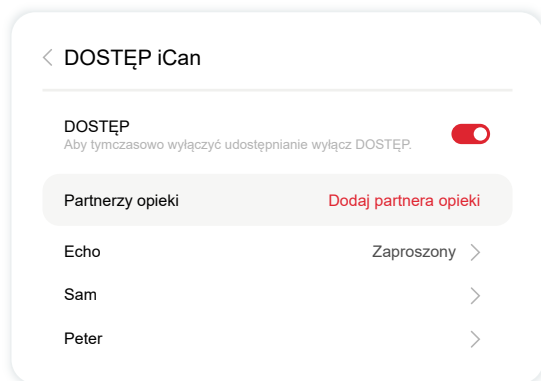 DOSTĘP iCan
DOSTĘP
Aby tymczasowo wyłączyć udostępnianie wyłącz DOSTĘP.
Partnerzy opieki Dodaj partnera opieki
Echo Zaproszony
Sam
Peter